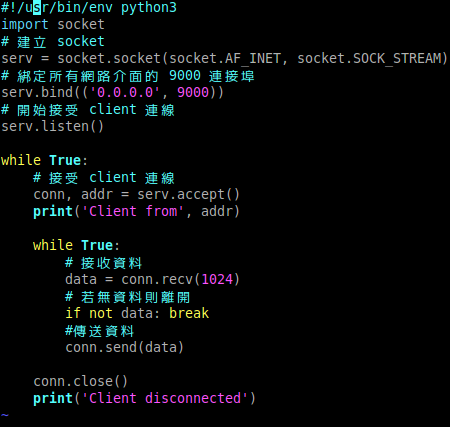 #!/usr/bin/env python3
import socket
# 建立 socket
serv = socket.socket(socket.AF_INET, socket.SOCK_STREAM)
# 綁定所有網路介面的 9000 連接埠
serv.bind(('0.0.0.0', 9000))
# 開始接受 client 連線
serv.listen()

while True:
    # 接受 client 連線
    conn, addr = serv.accept()
    print('Client from', addr)

    while True:
        # 接收資料
        data = conn.recv(1024)
        # 若無資料則離開
        if not data: break
        #傳送資料
        conn.send(data)

    conn.close()
    print('Client disconnected')
~